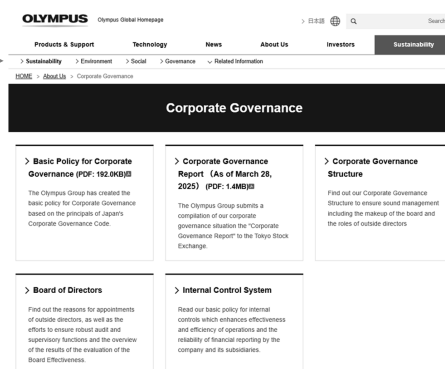 OLYMPUS Olympus Global Homepage
日本語 Search
Products & Support Technology News About Us Investors Sustainability
Sustainability Environment Social Governance Related Information
HOME > About Us > Corporate Governance
Corporate Governance
Basic Policy for Corporate
Governance (PDF: 192.0KB)
The Olympus Group has created the
basic policy for Corporate Governance
based on the principals of Japan's
Corporate Governance Code.
Corporate Governance
Report （As of March 28,
2025） (PDF: 1.4MB)
The Olympus Group submits a
compilation of our corporate
governance situation the "Corporate
Governance Report" to the Tokyo Stock
Exchange.
Corporate Governance
Structure
Find out our Corporate Governance
Structure to ensure sound management
including the makeup of the board and
the roles of outside directors
Board of Directors
Find out the reasons for appointments
of outside directors, as well as the
efforts to ensure robust audit and
supervisory functions and the overview
of the results of the evaluation of the
Board Effectiveness.
Internal Control System
Read our basic policy for internal
controls which enhances effectiveness
and efficiency of operations and the
reliability of financial reporting by the
company and its subsidiaries.